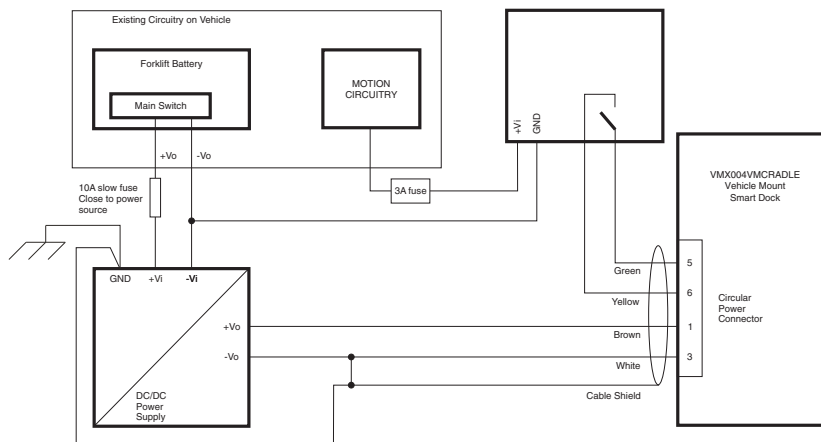 Existing Circuitry on Vehicle
Forklift Battery
Main Switch
MOTION
CIRCUITRY
+Vi
GND
+Vo
-Vo
10A slow fuse
Close to power
source
3A fuse
VMX004VMCRADLE
Vehicle Mount
Smart Dock
GND
+Vi
-Vi
Green
5
Yellow
6
Circular
Power
Connector
+Vo
Brown
1
-Vo
White
3
DC/DC
Power
Supply
Cable Shield